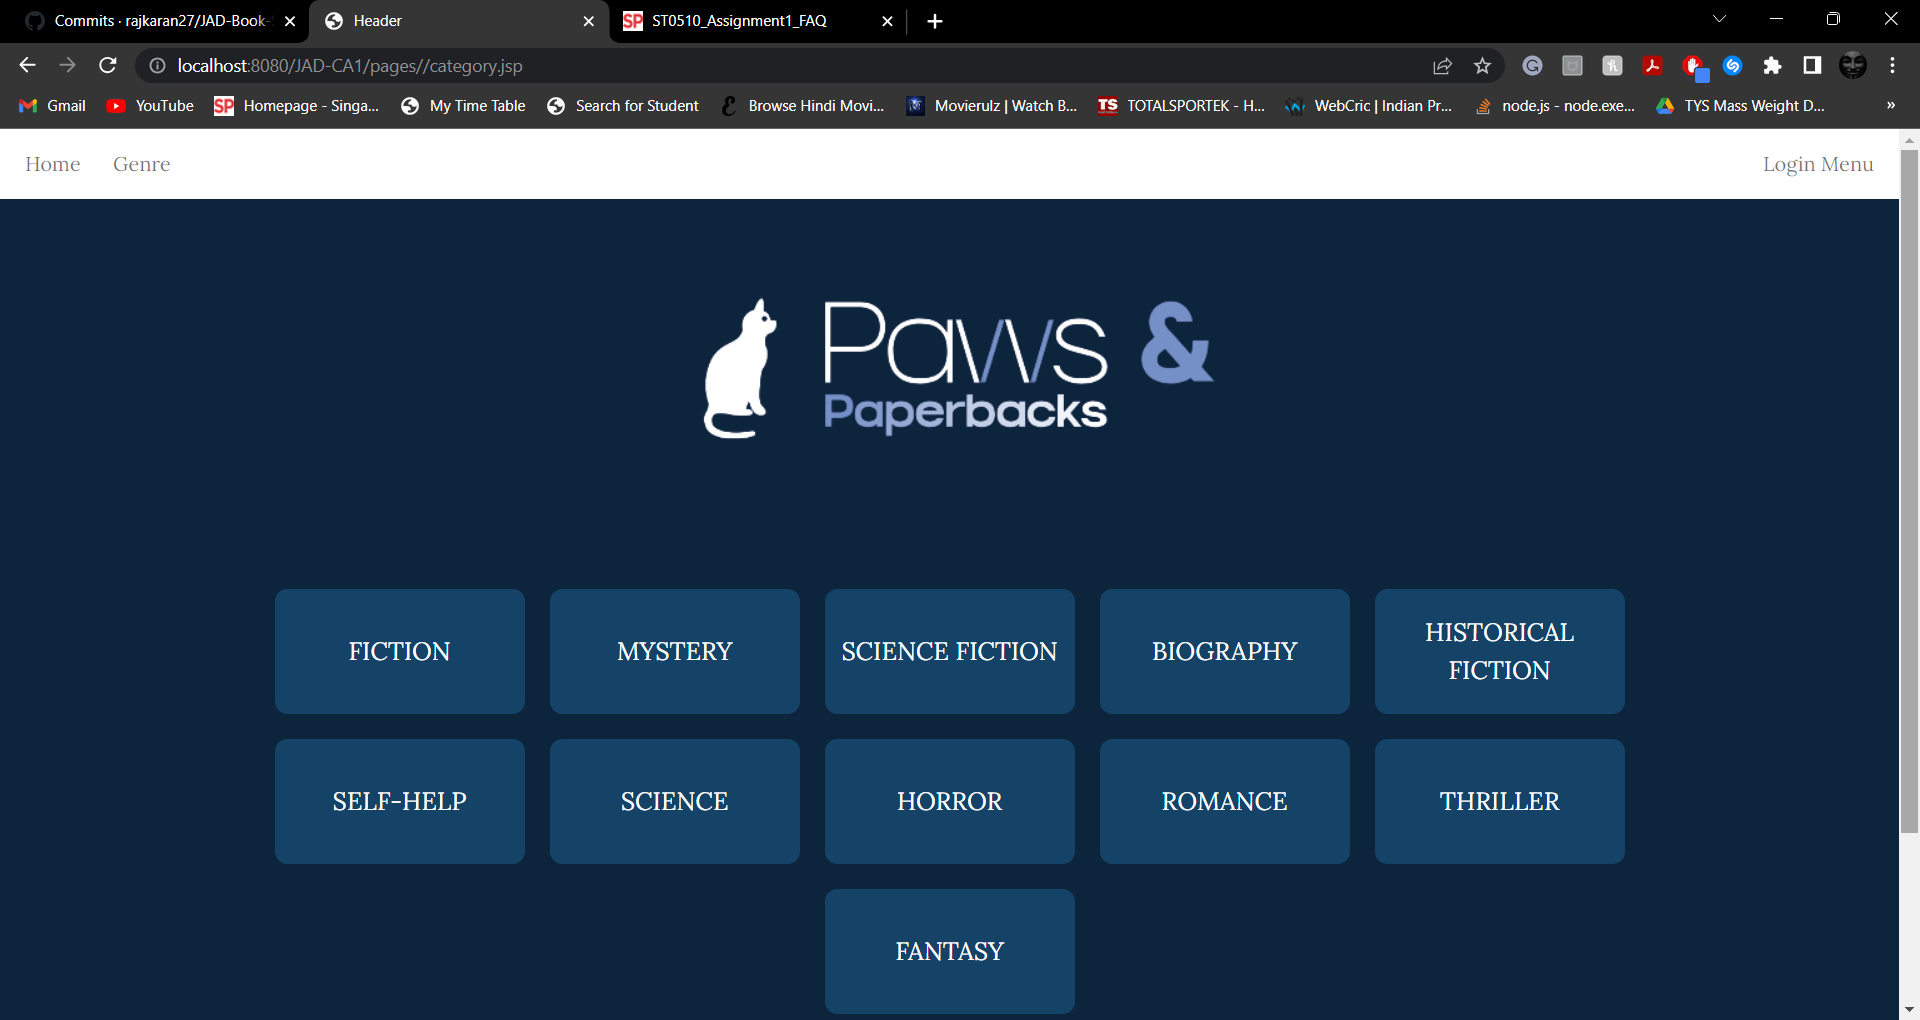 Commits · rajkaran27/JAD-Book-
Header
ST0510_Assignment1_FAQ
localhost:8080/JAD-CA1/pages//category.jsp
Gmail
YouTube
SP Homepage - Singa...
My Time Table
Search for Student
Browse Hindi Movi...
Movierulz | Watch B...
TS TOTALSPORTEK - H...
WebCric | Indian Pr...
node.js - node.exe...
TYS Mass Weight D...
Home
Genre
Login Menu
Paws &
Paperbacks
FICTION
MYSTERY
SCIENCE FICTION
BIOGRAPHY
HISTORICAL
FICTION
SELF-HELP
SCIENCE
HORROR
ROMANCE
THRILLER
FANTASY